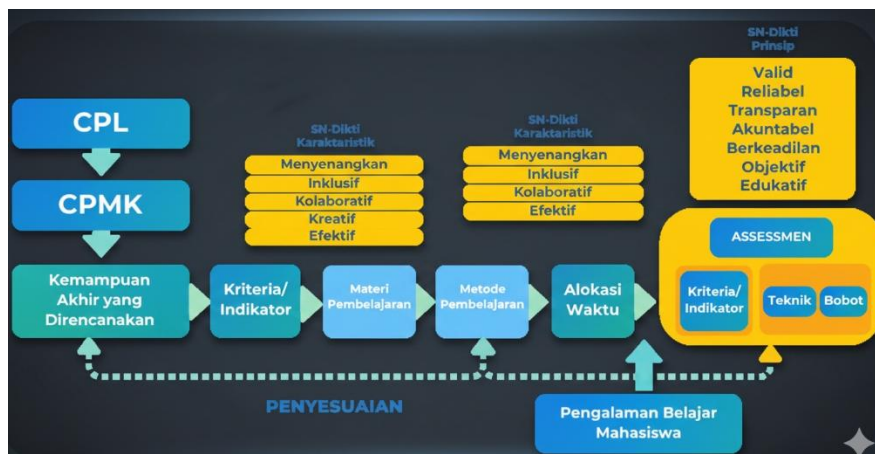 SN-Dikti
Prinsip
Valid
Reliabel
Transparan
Akuntabel
Berkeadilan
Objektif
Edukatif
CPL
SN-Dikti
Karaktaristik
Menyenangkan
Inklusif
Kolaboratif
Kreatif
Efektif
SN-Dikti
Karaktaristik
Menyenangkan
Inklusif
Kolaboratif
Efektif
CPMK
Kemampuan
Akhir yang
Direncanakan
Kriteria/
Indikator
Materi
Pembelajaran
Metode
Pembelajaran
Alokasi
Waktu
ASSESSMEN
Kriteria/
Indikator
Teknik
Bobot
PENYESUAIAN
Pengalaman Belajar
Mahasiswa